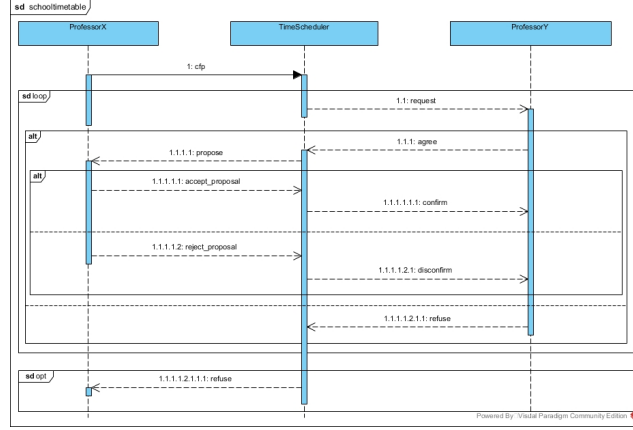 sd schooltimetable
ProfessorX
TimeScheduler
ProfessorY
1: cfp
sd loop
1.1: request
alt
1.1.1: agree
1.1.1.1: propose
alt
1.1.1.1.1: accept_proposal
1.1.1.1.1.1: confirm
1.1.1.1.2: reject_proposal
1.1.1.1.2.1: disconfirm
1.1.1.1.2.1.1: refuse
sd opt
1.1.1.1.2.1.1.1: refuse
Powered By Visual Paradigm Community Edition